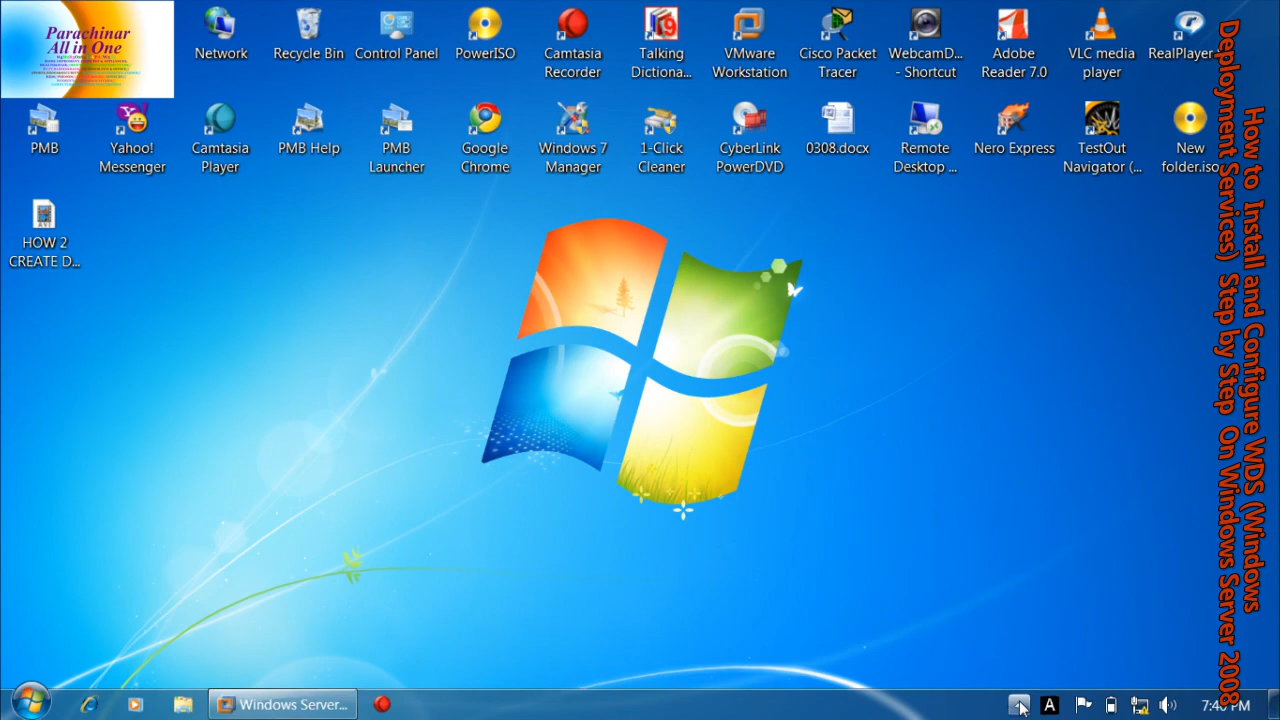 Parachinar
All in One
Network
Recycle Bin
Control Panel
PowerISO
Camtasia
Recorder
Talking
Dictiona...
VMware
Workstation
Cisco Packet
Tracer
WebcamD...
- Shortcut
Adobe
Reader 7.0
VLC media
player
RealPlayer
PMB
Yahoo!
Messenger
Camtasia
Player
PMB Help
PMB
Launcher
Google
Chrome
Windows 7
Manager
1-Click
Cleaner
CyberLink
PowerDVD
0308.docx
Remote
Desktop ...
Nero Express
TestOut
Navigator (...
New
folder.iso
HOW 2
CREATE D...
How to Install and Configure WDS (Windows
Deployment Services) Step by Step On Windows Server 2008
Windows Server...
A
7:40 PM